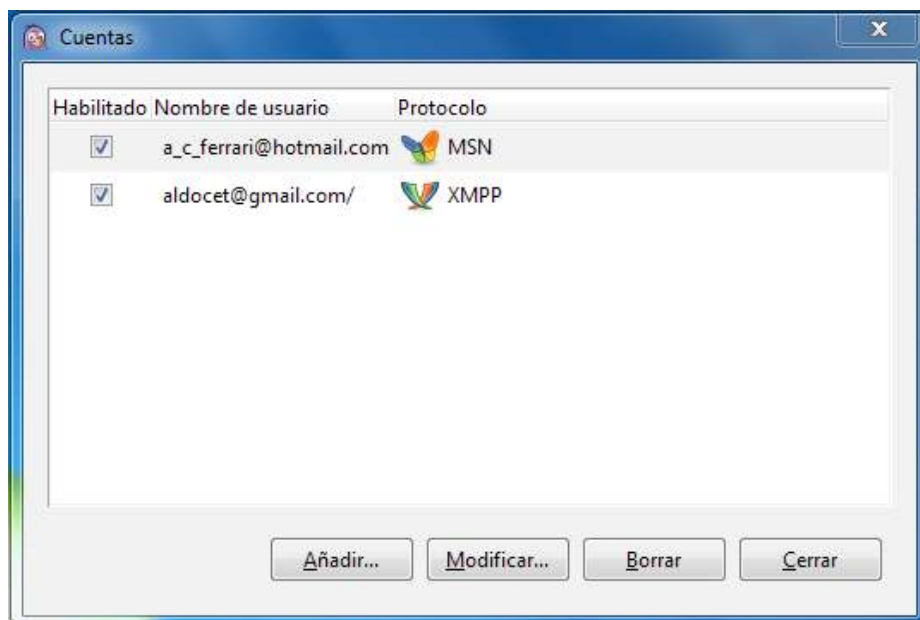 Cuentas
Habilitado Nombre de usuario Protocolo
a_c_ferrari@hotmail.com MSN
aldocet@gmail.com/ XMPP
Añadir... Modificar... Borrar Cerrar